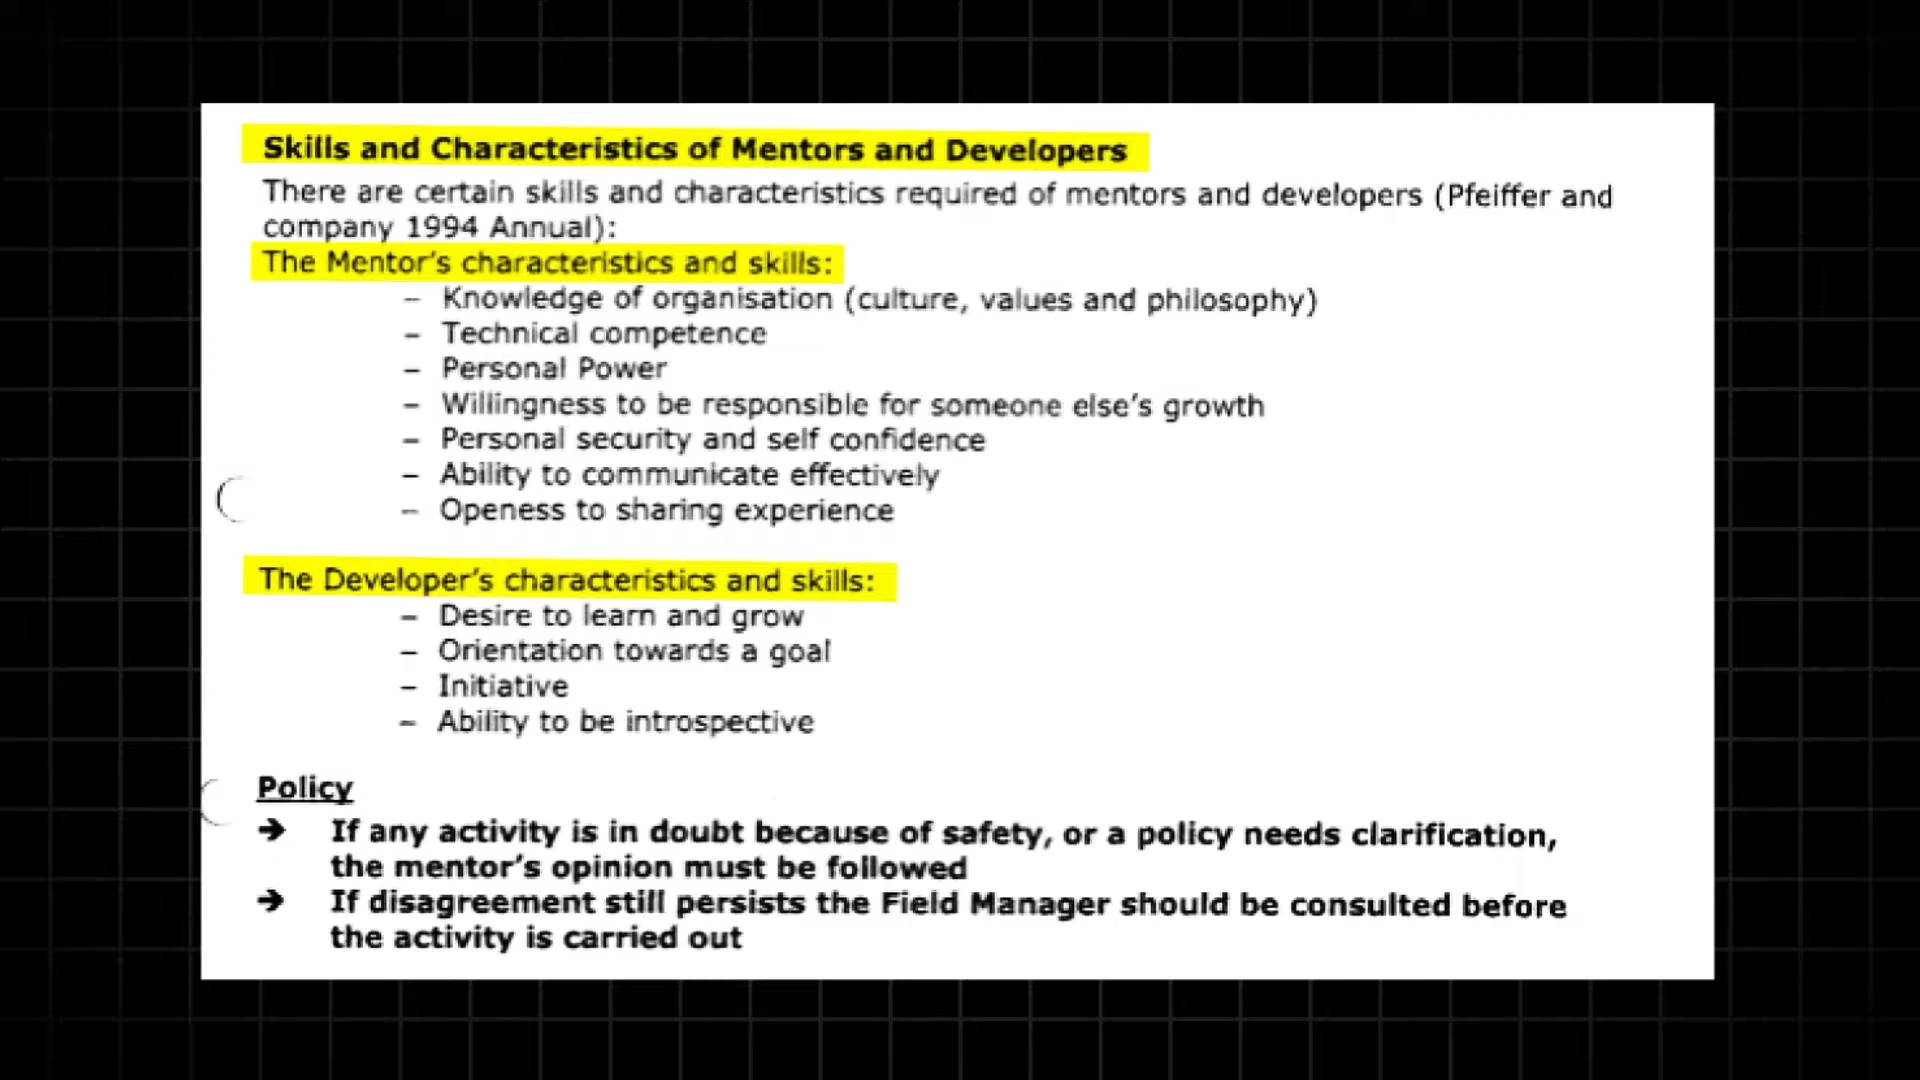 Skills and Characteristics of Mentors and Developers
There are certain skills and characteristics required of mentors and developers (Pfeiffer and
company 1994 Annual):
The Mentor's characteristics and skills:
– Knowledge of organisation (culture, values and philosophy)
– Technical competence
– Personal Power
– Willingness to be responsible for someone else's growth
– Personal security and self confidence
– Ability to communicate effectively
– Openess to sharing experience
The Developer's characteristics and skills:
– Desire to learn and grow
– Orientation towards a goal
– Initiative
– Ability to be introspective
Policy
➔ If any activity is in doubt because of safety, or a policy needs clarification,
the mentor's opinion must be followed
➔ If disagreement still persists the Field Manager should be consulted before
the activity is carried out